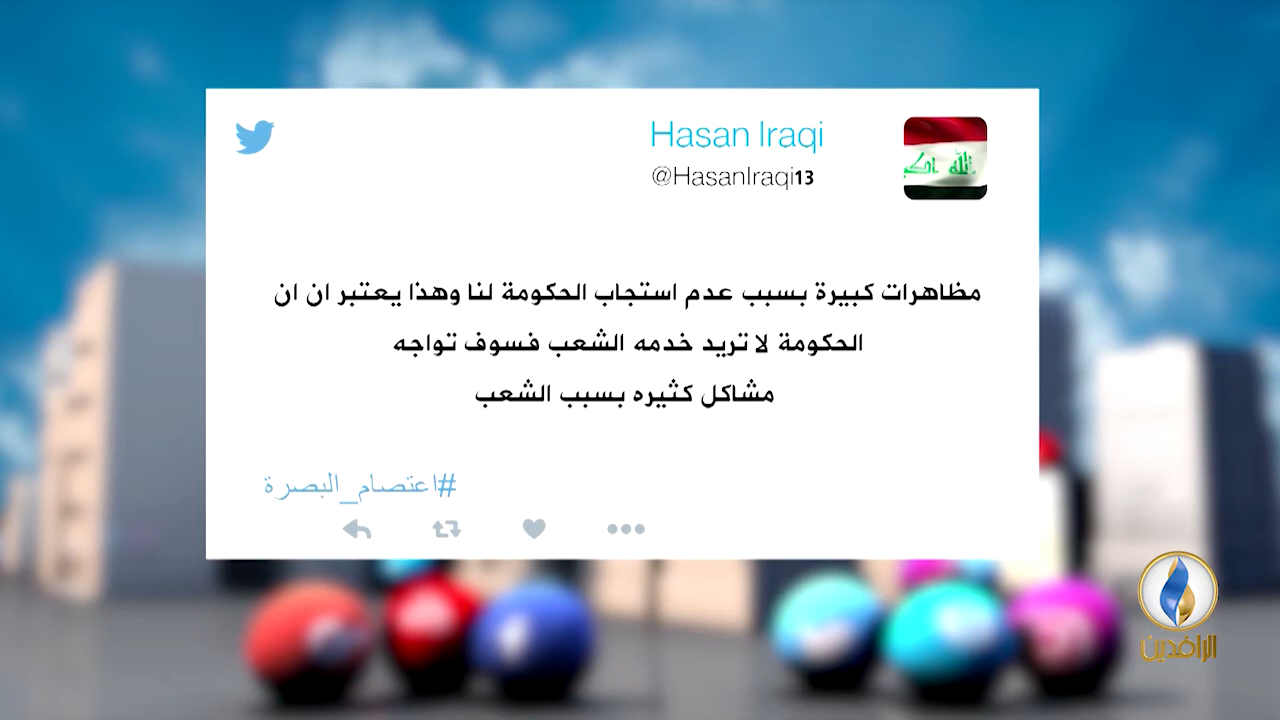 Hasan Iraqi
@HasanIraqi13
مظاهرات كبيرة بسبب عدم استجاب الحكومة لنا وهذا يعتبر ان ان
الحكومة لا تريد خدمه الشعب فسوف تواجه
مشاكل كثيره بسبب الشعب
#اعتصام_البصرة
الرافدين